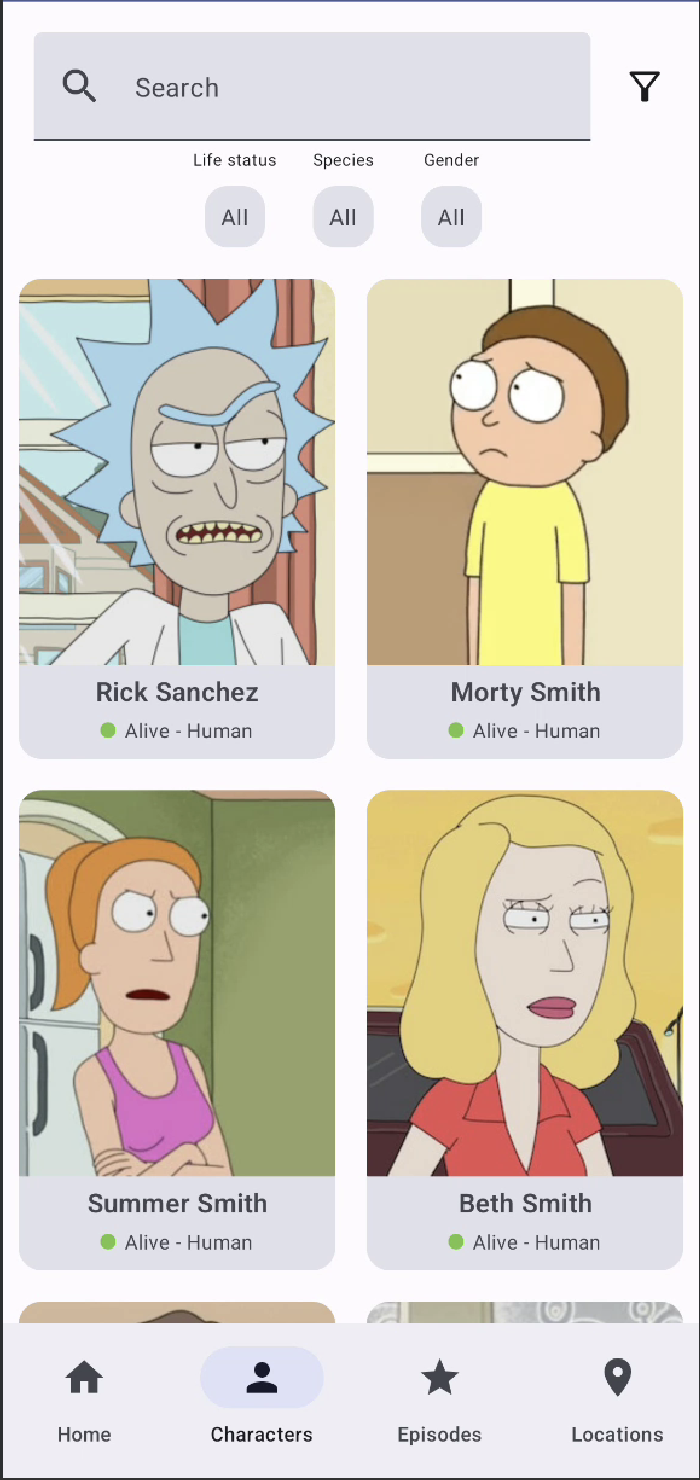 Search
Life status Species Gender
All All All
Rick Sanchez
Alive - Human
Morty Smith
Alive - Human
Summer Smith
Alive - Human
Beth Smith
Alive - Human
Home Characters Episodes Locations